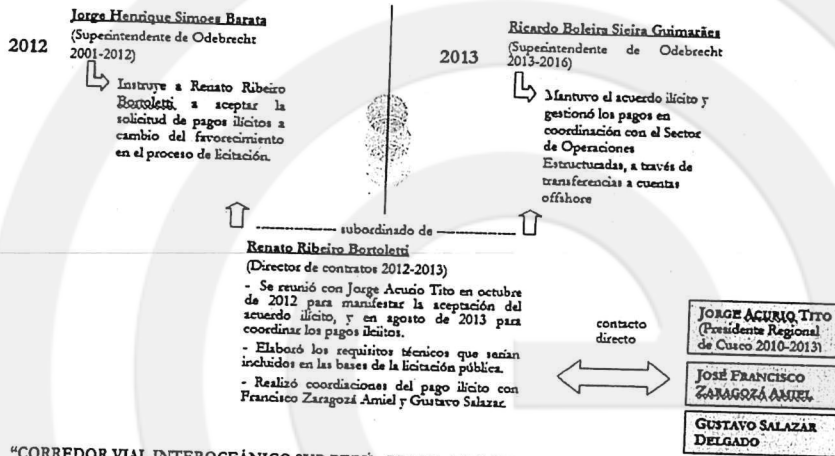 2012
Jorge Henrique Simoes Barata
(Superintendente de Odebrecht
2001-2012)
Instruye a Renato Ribeiro
Bortoletti, a aceptar la
solicitud de pagos ilícitos a
cambio del favorecimiento
en el proceso de licitación.
2013
Ricardo Boleira Sieira Guimarães
(Superintendente de Odebrecht
2013-2016)
Mantuvo el acuerdo ilícito y
gestionó los pagos en
coordinación con el Sector
de Operaciones
Estructuradas, a través de
transferencias a cuentas
offshore
subordinado de
Renato Ribeiro Bortoletti
(Director de contratos 2012-2013)
- Se reunió con Jorge Acurio Tito en octubre
de 2012 para manifestar la aceptación del
acuerdo ilícito, y en agosto de 2013 para
coordinar los pagos ilcitos.
- Elaboró los requisitos técnicos que serían
incluidos en las bases de la licitación pública.
- Realizó coordiaciones del pago ilícito con
Francisco Zaragozá Amiel y Gustavo Salazar
contacto
directo
JORGE ACURIO TITO
(Presidente Regional
de Cusco 2010-2013)
JOSÉ FRANCISCO
ZARAGOZÁ AMIEL
GUSTAVO SALAZAR
DELGADO
"CORREDOR VIAL INTEROCEÁNICO SUR